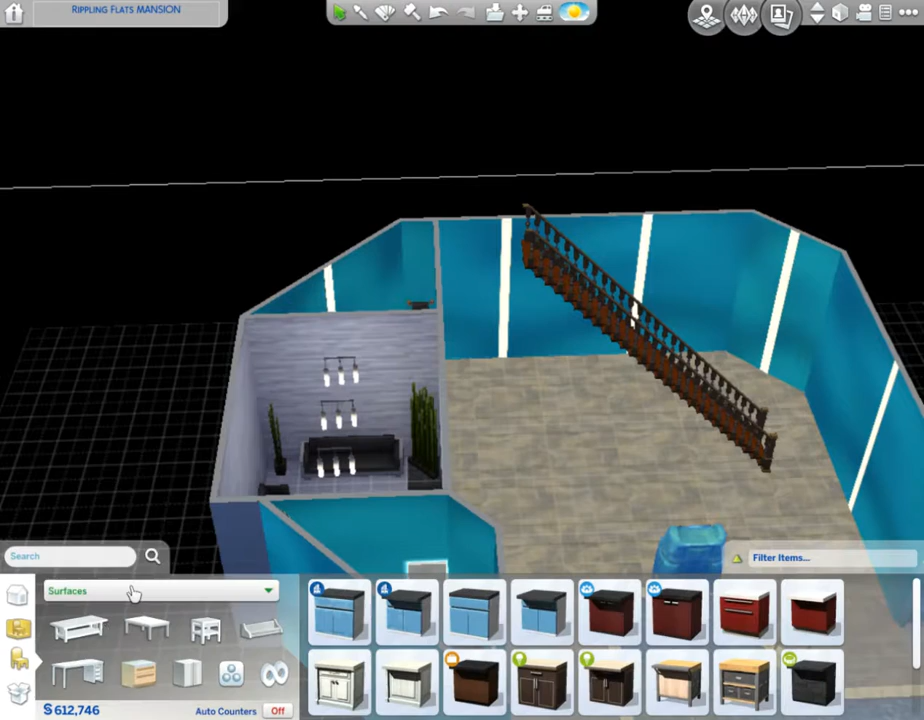 RIPPLING FLATS MANSION
Search
Filter Items...
Surfaces
§612,746
Auto Counters
Off